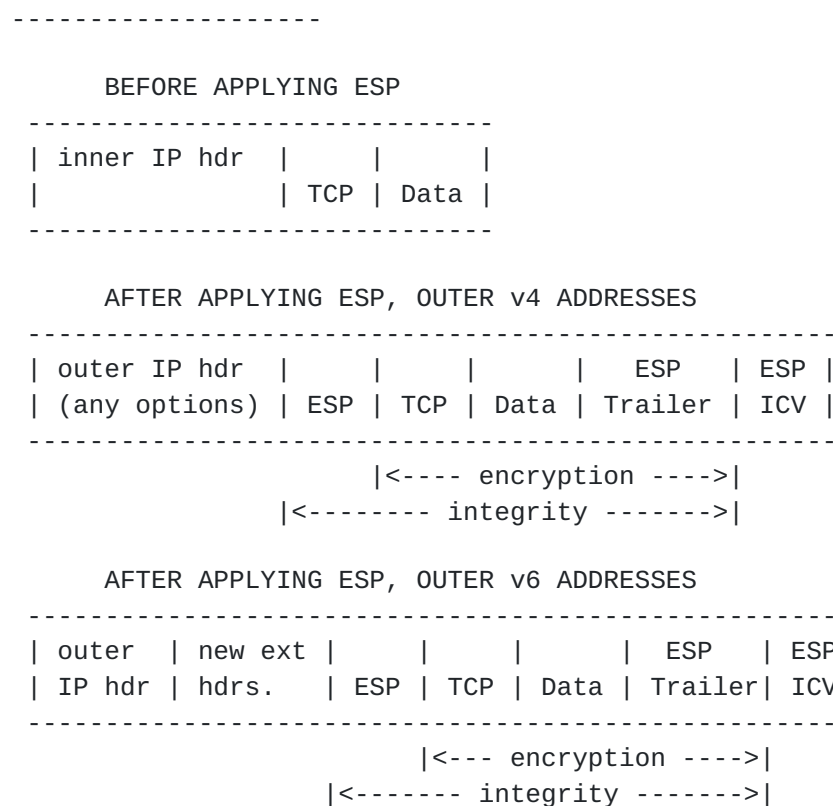 --------------------
BEFORE APPLYING ESP
------------------------------
| inner IP hdr  |     |      |
|               | TCP | Data |
------------------------------
AFTER APPLYING ESP, OUTER v4 ADDRESSES
----------------------------------------------------
| outer IP hdr  |     |     |      |   ESP   | ESP |
| (any options) | ESP | TCP | Data | Trailer | ICV |
----------------------------------------------------
|<---- encryption ---->|
|<-------- integrity ------->|
AFTER APPLYING ESP, OUTER v6 ADDRESSES
----------------------------------------------------
| outer  | new ext |     |     |      |  ESP   | ESP
| IP hdr | hdrs.   | ESP | TCP | Data | Trailer| ICV
----------------------------------------------------
|<--- encryption ---->|
|<------- integrity ------->|